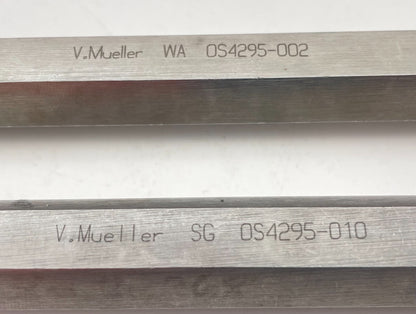 V.Mueller WA OS4295-002
V.Mueller SG OS4295-010